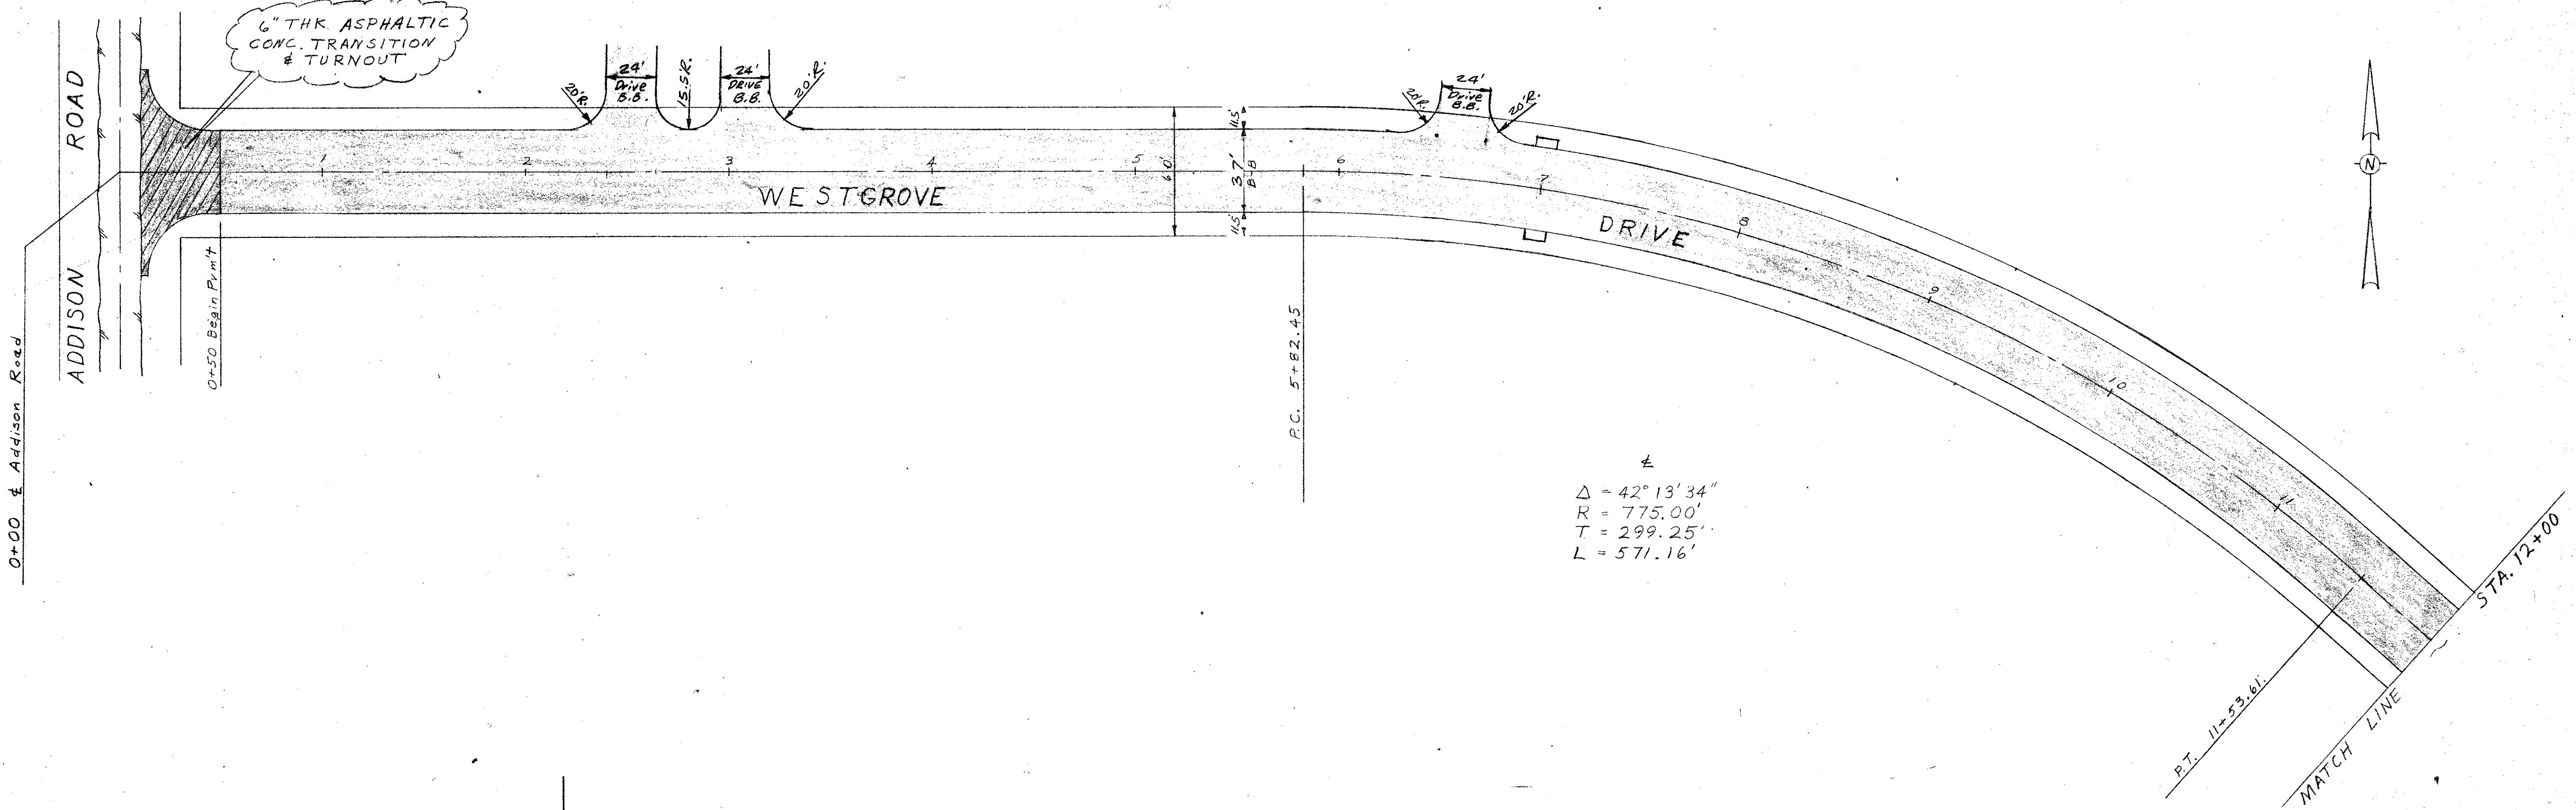 6" THK. ASPHALTIC
CONC. TRANSITION
& TURNOUT
ADDISON ROAD
0+00 ℄ Addison Road
0+50 Begin Pvm't
20'R.
24'
Drive
B.B.
15.5'R.
24'
DRIVE
B.B.
20'R.
1
2
3
4
5
6
7
8
9
10
11
WESTGROVE
DRIVE
60'
11.5'
37'
B-B
11.5'
P.C. 5+82.45
20'R.
24'
Drive
B.B.
20'R.
N
℄
Δ = 42°13'34"
R = 775.00'
T = 299.25'
L = 571.16'
P.T. 11+53.61
MATCH LINE
STA. 12+00